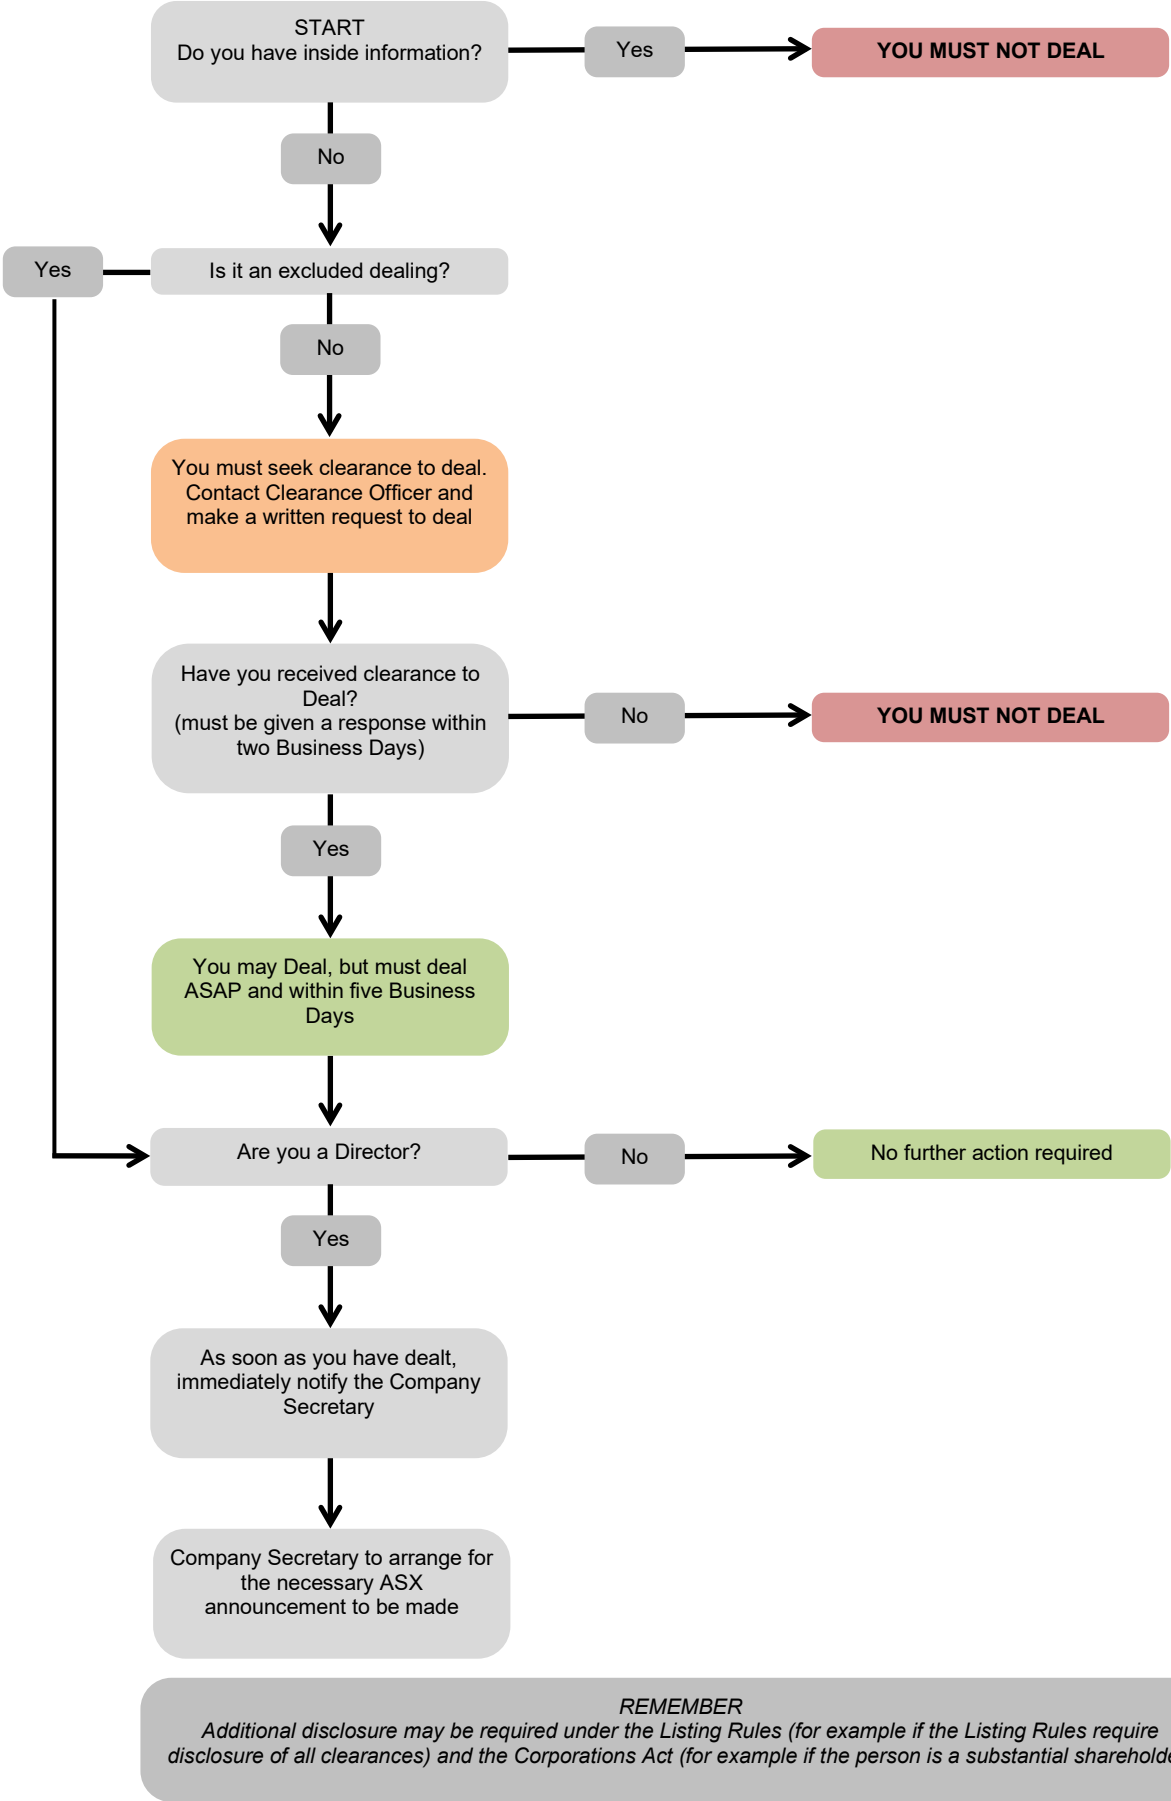 START
Do you have inside information?
Yes
YOU MUST NOT DEAL
No
Yes
Is it an excluded dealing?
No
You must seek clearance to deal.
Contact Clearance Officer and
make a written request to deal
Have you received clearance to
Deal?
(must be given a response within
two Business Days)
No
YOU MUST NOT DEAL
Yes
You may Deal, but must deal
ASAP and within five Business
Days
Are you a Director?
No
No further action required
Yes
As soon as you have dealt,
immediately notify the Company
Secretary
Company Secretary to arrange for
the necessary ASX
announcement to be made
REMEMBER
Additional disclosure may be required under the Listing Rules (for example if the Listing Rules require
disclosure of all clearances) and the Corporations Act (for example if the person is a substantial